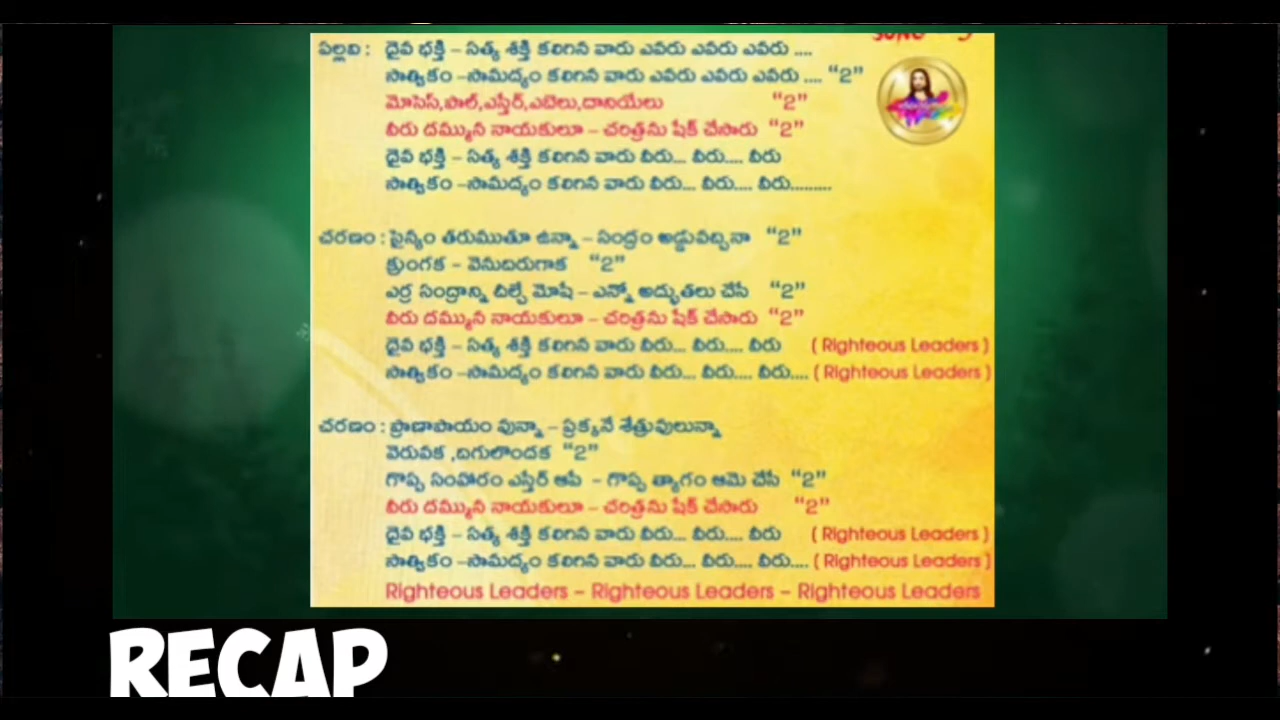 పల్లవి : దైవ భక్తి – సత్య శక్తి కలిగిన వారు ఎవరు ఎవరు ఎవరు ....
సాత్వికం –సామర్ధ్యం కలిగిన వారు ఎవరు ఎవరు ఎవరు .... “2”
మోసెస్,పాల్,ఎస్తేర్,ఎబెలు,దానియేలు “2”
వీరు దమ్మున నాయకులూ – చరిత్రను షేక్ చేసారు “2”
దైవ భక్తి – సత్య శక్తి కలిగిన వారు వీరు... వీరు.... వీరు
సాత్వికం –సామర్ధ్యం కలిగిన వారు వీరు... వీరు.... వీరు.........
చరణం : సైన్యం తరుముతూ ఉన్నా – సంద్రం అడ్డువచ్చినా “2”
క్రుంగక – వెనుదిరుగాక “2”
ఎర్ర సంద్రాన్ని చీల్చే మోషే – ఎన్నో అద్భుతలు చేసే “2”
వీరు దమ్మున నాయకులూ – చరిత్రను షేక్ చేసారు “2”
దైవ భక్తి – సత్య శక్తి కలిగిన వారు వీరు... వీరు.... వీరు ( Righteous Leaders )
సాత్వికం –సామర్ధ్యం కలిగిన వారు వీరు... వీరు.... వీరు.... ( Righteous Leaders )
చరణం : ప్రాణాపాయం వున్నా – ప్రక్కనే శత్రువులున్నా
వెరువక ,దిగులొందక “2”
గొప్ప సంహారం ఎస్తేర్ ఆపే – గొప్ప త్యాగం ఆమె చేసే “2”
వీరు దమ్మున నాయకులూ – చరిత్రను షేక్ చేసారు “2”
దైవ భక్తి – సత్య శక్తి కలిగిన వారు వీరు... వీరు.... వీరు ( Righteous Leaders )
సాత్వికం –సామర్ధ్యం కలిగిన వారు వీరు... వీరు.... వీరు.... ( Righteous Leaders )
Righteous Leaders – Righteous Leaders – Righteous Leaders
RECAP